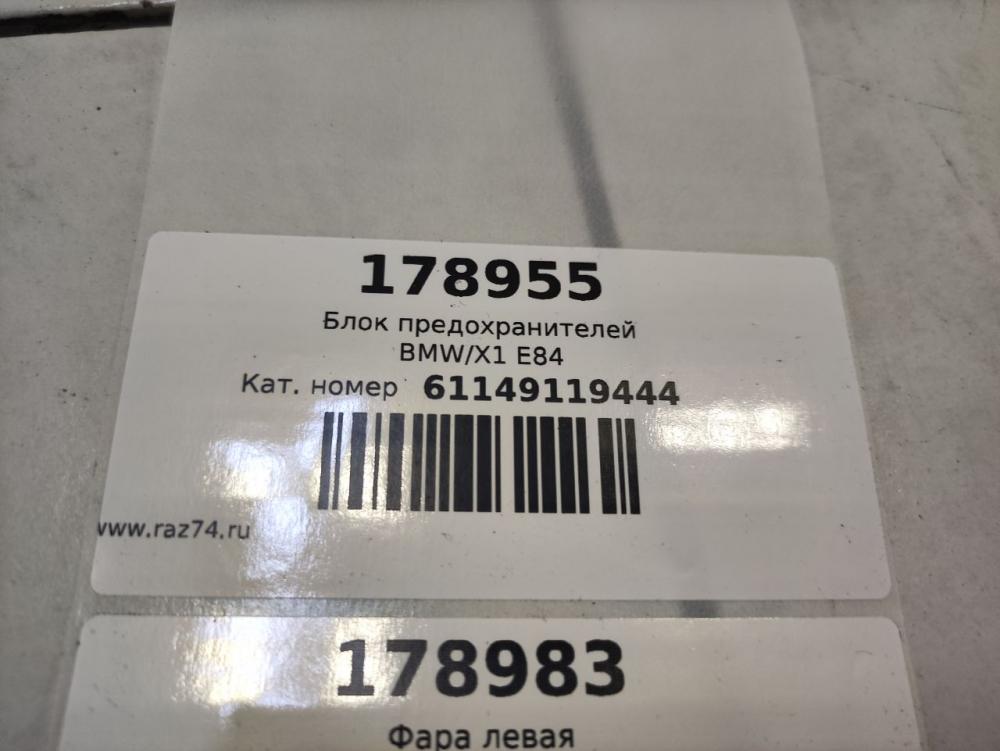 178955
Блок предохранителей
BMW/X1 E84
Кат. номер 61149119444
www.raz74.ru
178983
Фара левая